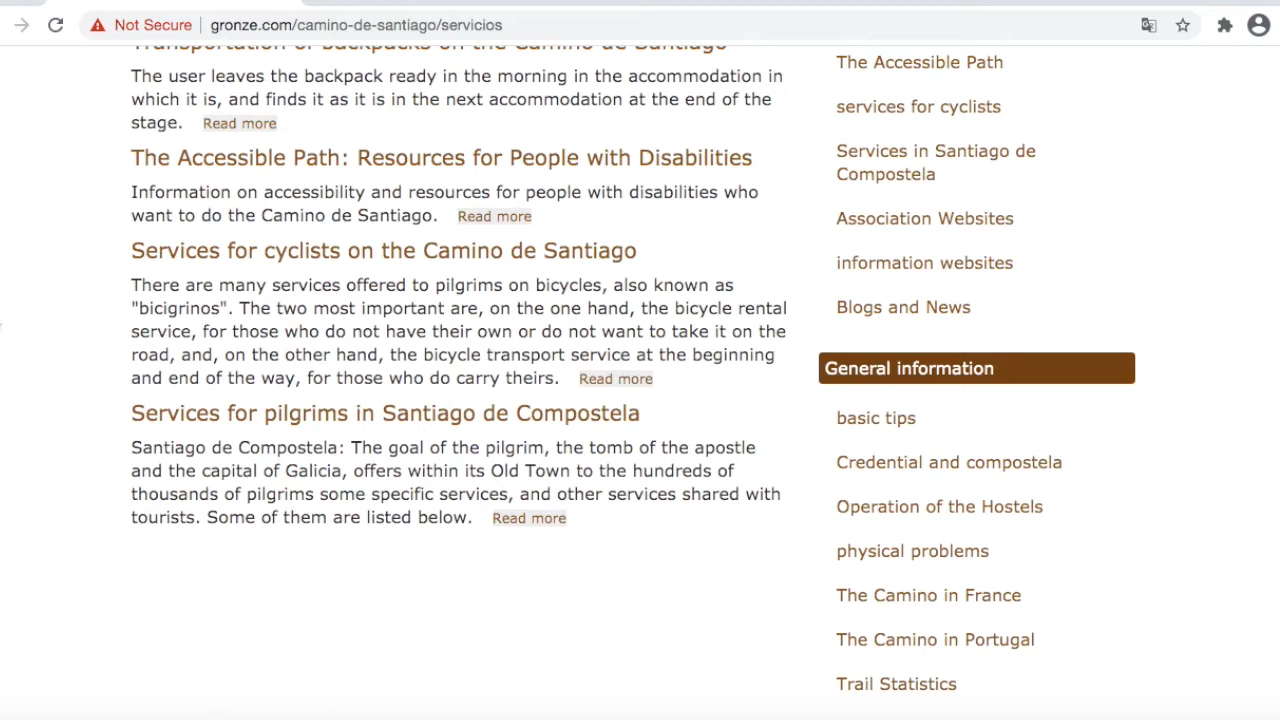 Not Secure gronze.com/camino-de-santiago/servicios
Transportation of backpacks on the Camino de Santiago
The user leaves the backpack ready in the morning in the accommodation in
which it is, and finds it as it is in the next accommodation at the end of the
stage. Read more
The Accessible Path: Resources for People with Disabilities
Information on accessibility and resources for people with disabilities who
want to do the Camino de Santiago. Read more
Services for cyclists on the Camino de Santiago
There are many services offered to pilgrims on bicycles, also known as
"bicigrinos". The two most important are, on the one hand, the bicycle rental
service, for those who do not have their own or do not want to take it on the
road, and, on the other hand, the bicycle transport service at the beginning
and end of the way, for those who do carry theirs. Read more
Services for pilgrims in Santiago de Compostela
Santiago de Compostela: The goal of the pilgrim, the tomb of the apostle
and the capital of Galicia, offers within its Old Town to the hundreds of
thousands of pilgrims some specific services, and other services shared with
tourists. Some of them are listed below. Read more
The Accessible Path
services for cyclists
Services in Santiago de
Compostela
Association Websites
information websites
Blogs and News
General information
basic tips
Credential and compostela
Operation of the Hostels
physical problems
The Camino in France
The Camino in Portugal
Trail Statistics